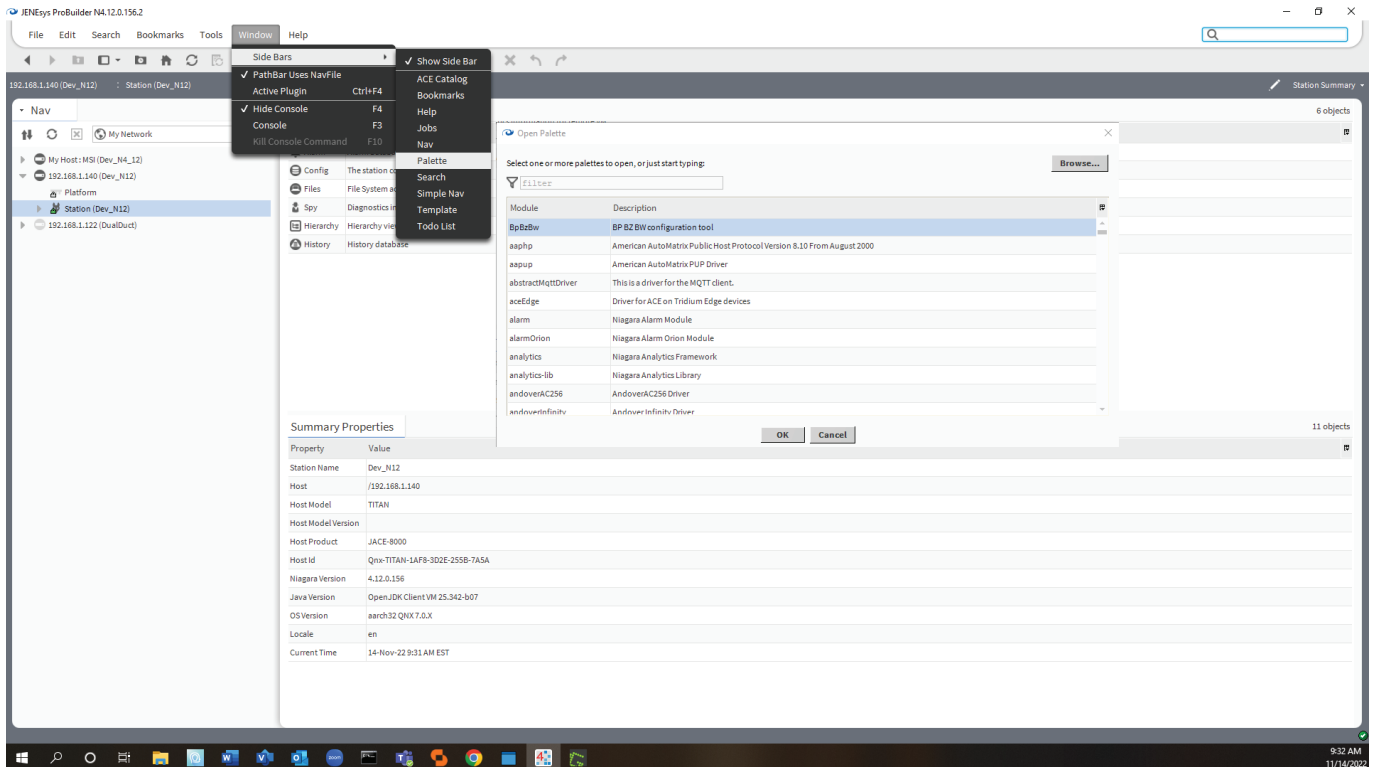 JENEsys ProBuilder N4.12.0.156.2
File Edit Search Bookmarks Tools Window Help
Side Bars
PathBar Uses NavFile
Active Plugin Ctrl+F4
Hide Console F4
Console F3
Kill Console Command F10
Show Side Bar
ACE Catalog
Bookmarks
Help
Jobs
Nav
Palette
Search
Simple Nav
Template
Todo List
192.168.1.140 (Dev_N12) : Station (Dev_N12)
Station Summary
Nav
My Network
My Host : MSI (Dev_N4_12)
192.168.1.140 (Dev_N12)
Platform
Station (Dev_N12)
192.168.1.122 (DualDuct)
6 objects
Config The station co
Files File System ac
Spy Diagnostics in
Hierarchy Hierarchy vie
History History database
Open Palette
Select one or more palettes to open, or just start typing:
Browse...
filter
Module Description
BpBzBw BP BZ BW configuration tool
aaphp American AutoMatrix Public Host Protocol Version 8.10 From August 2000
aapup American AutoMatrix PUP Driver
abstractMqttDriver This is a driver for the MQTT client.
aceEdge Driver for ACE on Tridium Edge devices
alarm Niagara Alarm Module
alarmOrion Niagara Alarm Orion Module
analytics Niagara Analytics Framework
analytics-lib Niagara Analytics Library
andoverAC256 AndoverAC256 Driver
andoverInfinity Andover Infinity Driver
OK Cancel
Summary Properties
11 objects
Property Value
Station Name Dev_N12
Host /192.168.1.140
Host Model TITAN
Host Model Version
Host Product JACE-8000
Host Id Qnx-TITAN-1AF8-3D2E-255B-7A5A
Niagara Version 4.12.0.156
Java Version OpenJDK Client VM 25.342-b07
OS Version aarch32 QNX 7.0.X
Locale en
Current Time 14-Nov-22 9:31 AM EST
9:32 AM
11/14/2022